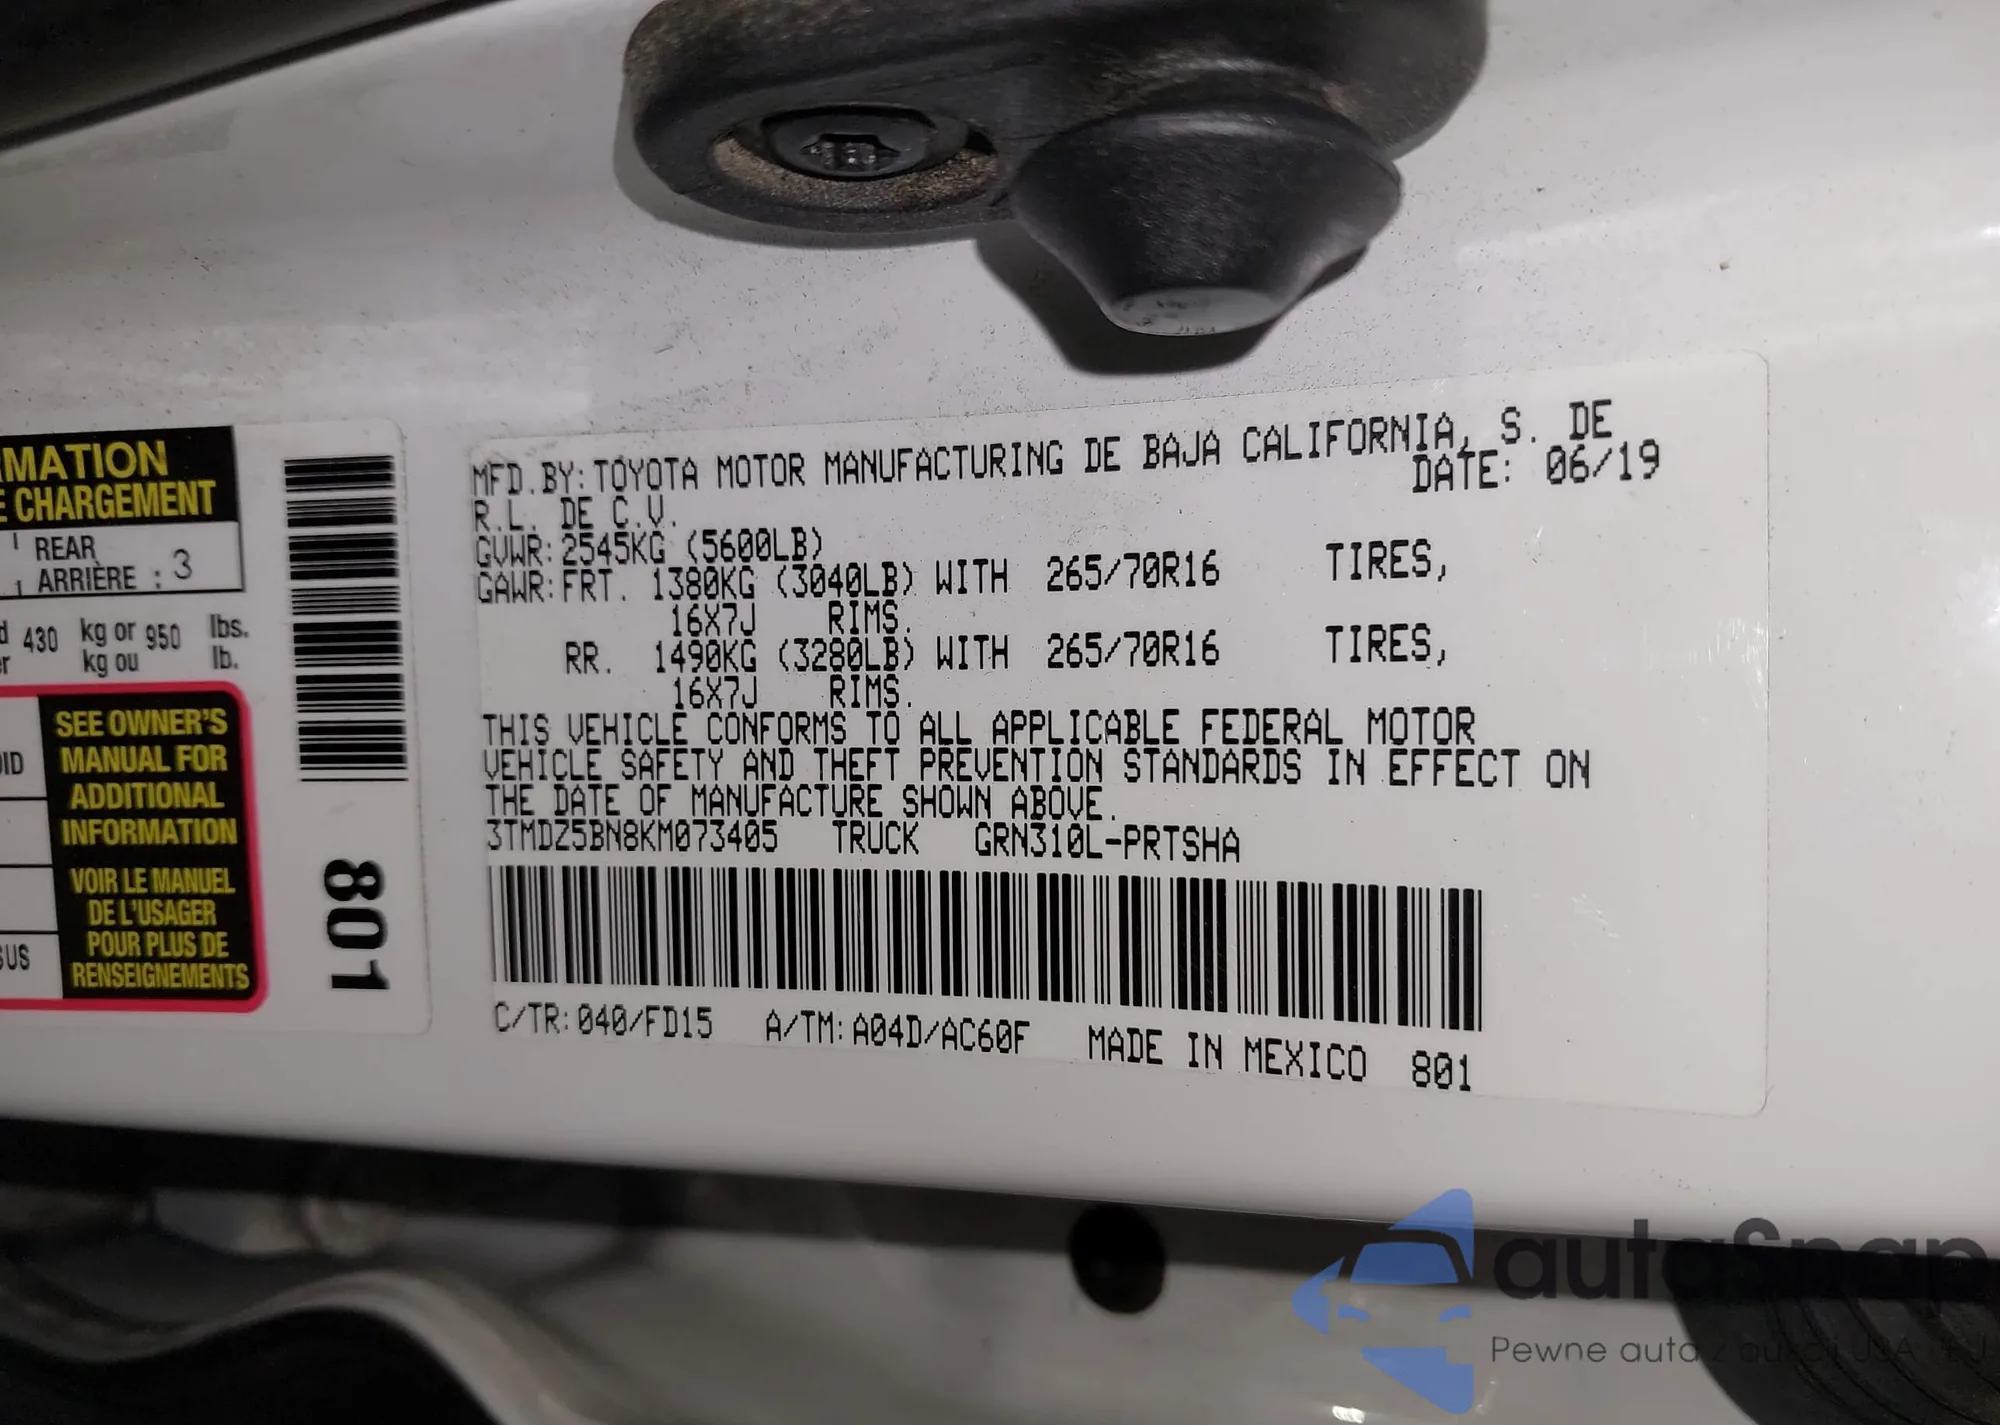 MATION
E CHARGEMENT
REAR
ARRIÈRE : 3
430 kg or 950 lbs.
kg ou lb.
SEE OWNER'S
MANUAL FOR
ADDITIONAL
INFORMATION
VOIR LE MANUEL
DE L'USAGER
POUR PLUS DE
RENSEIGNEMENTS
801
MFD.BY:TOYOTA MOTOR MANUFACTURING DE BAJA CALIFORNIA, S. DE
R.L. DE C.V. DATE: 06/19
GVWR:2545KG (5600LB)
GAWR:FRT. 1380KG (3040LB) WITH 265/70R16 TIRES,
16X7J RIMS.
RR. 1490KG (3280LB) WITH 265/70R16 TIRES,
16X7J RIMS.
THIS VEHICLE CONFORMS TO ALL APPLICABLE FEDERAL MOTOR
VEHICLE SAFETY AND THEFT PREVENTION STANDARDS IN EFFECT ON
THE DATE OF MANUFACTURE SHOWN ABOVE.
3TMDZ5BN8KM073405 TRUCK GRN310L-PRTSHA
C/TR:040/FD15 A/TM:A04D/AC60F MADE IN MEXICO 801
autaSnap
Pewne auta z aukcji USA